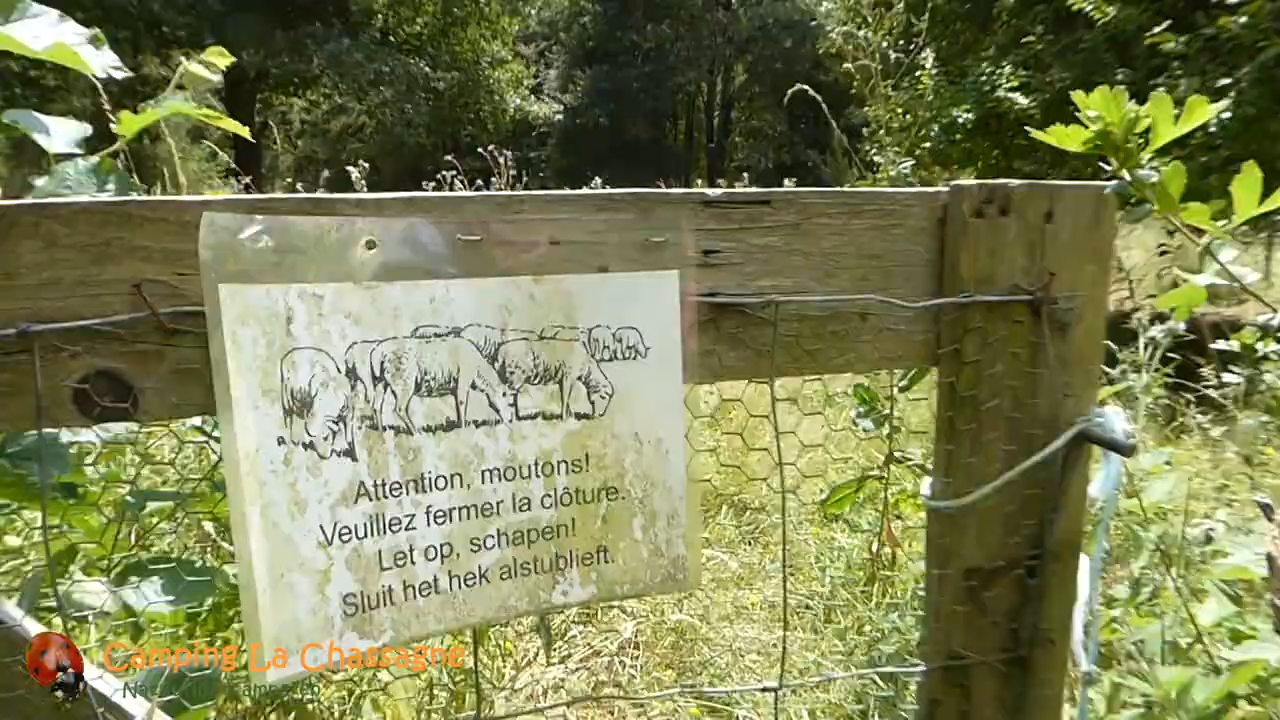 Attention, moutons!
Veuillez fermer la clôture.
Let op, schapen!
Sluit het hek alstublieft.
Camping La Chassagne